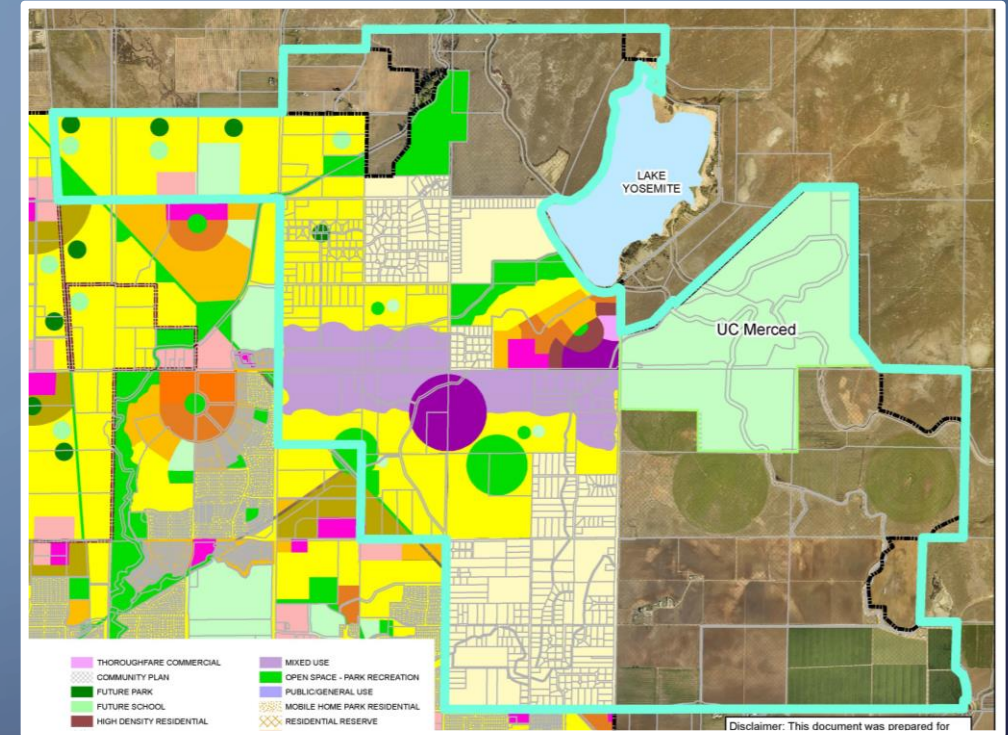 LAKE
YOSEMITE
UC Merced
THOROUGHFARE COMMERCIAL
COMMUNITY PLAN
FUTURE PARK
FUTURE SCHOOL
HIGH DENSITY RESIDENTIAL
MIXED USE
OPEN SPACE - PARK RECREATION
PUBLIC/GENERAL USE
MOBILE HOME PARK RESIDENTIAL
RESIDENTIAL RESERVE
Disclaimer: This document was prepared for